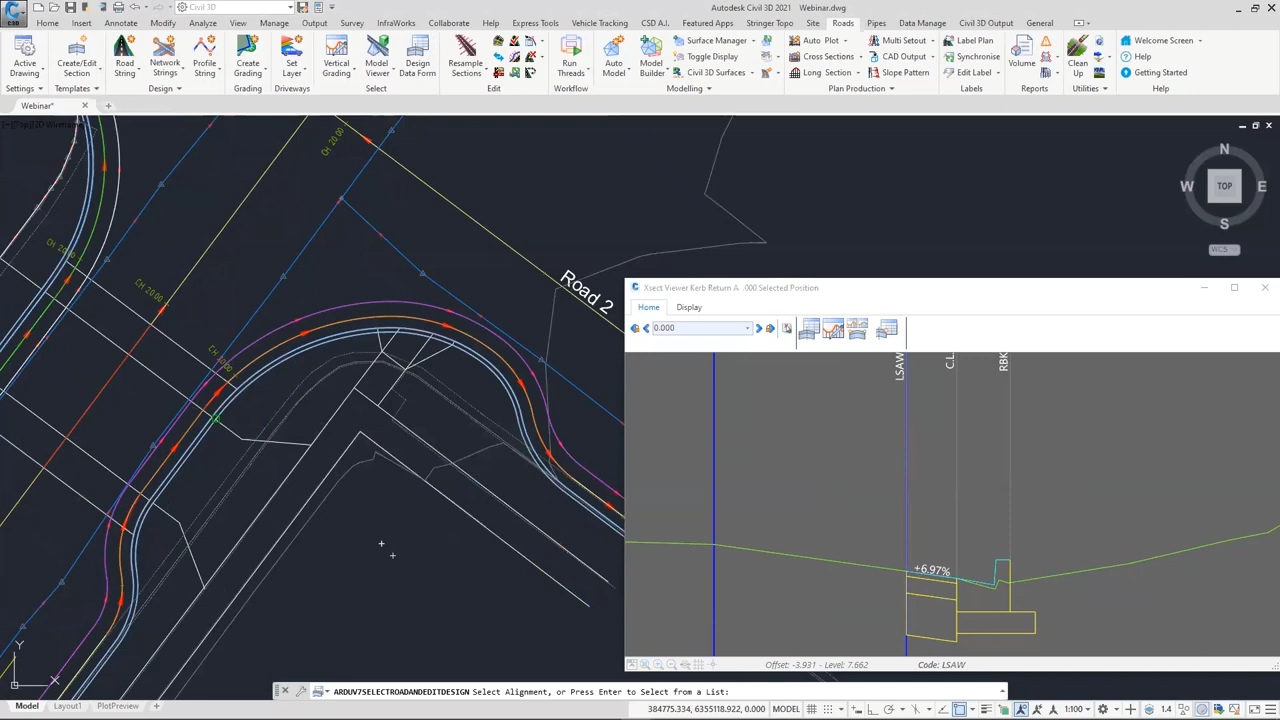 C3D
Civil 3D
Autodesk Civil 3D 2021 Webinar.dwg
Home Insert Annotate Modify Analyze View Manage Output Survey InfraWorks Collaborate Express Tools Vehicle Tracking CSD A.I. Featured Apps Stringer Topo Site Roads Pipes Data Manage Civil 3D Output General
Active Drawing
Create/Edit Section
Road String
Network Strings
Profile String
Create Grading
Set Layer
Vertical Grading
Model Viewer
Design Data Form
Resample Sections
Run Threads
Auto Model
Model Builder
Surface Manager
Toggle Display
Civil 3D Surfaces
Auto Plot
Cross Sections
Long Section
Multi Setout
CAD Output
Slope Pattern
Label Plan
Synchronise
Edit Label
Volume
Clean Up
Welcome Screen
Help
Getting Started
Settings Templates Design Grading Driveways Select Edit Workflow Modelling Plan Production Labels Reports Utilities Help
Webinar*
CH 20.00
CH 20.00
Road 2
N
W TOP E
S
WCS
Xsect Viewer Kerb Return A .000 Selected Position
Home Display
0.000
LSAW
C.L
RBK
+6.97%
Offset: -3.931 - Level: 7.662 Code: LSAW
Y
X
ARDUV7SELECTROADANDEDITDESIGN Select Alignment, or Press Enter to Select from a List:
Model Layout1 PlotPreview
384775.334, 6355118.922, 0.000 MODEL 1:100 1.4